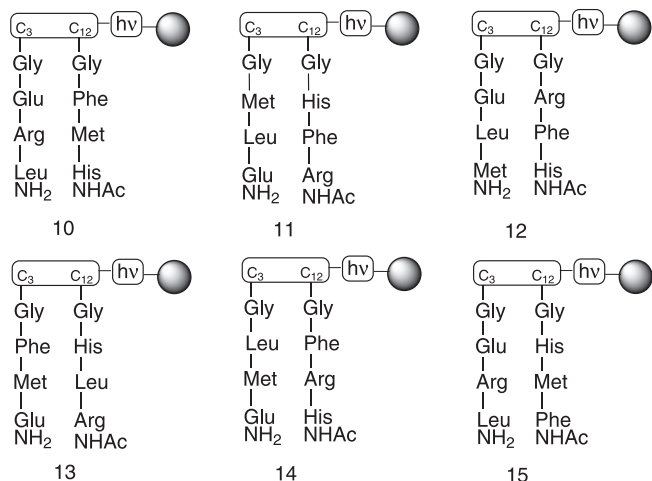 C3 C12 hν
Gly Gly
Glu Phe
Arg Met
Leu His
NH2 NHAc
10
C3 C12 hν
Gly Gly
Met His
Leu Phe
Glu Arg
NH2 NHAc
11
C3 C12 hν
Gly Gly
Glu Arg
Leu Phe
Met His
NH2 NHAc
12
C3 C12 hν
Gly Gly
Phe His
Met Leu
Glu Arg
NH2 NHAc
13
C3 C12 hν
Gly Gly
Leu Phe
Met Arg
Glu His
NH2 NHAc
14
C3 C12 hν
Gly Gly
Glu His
Arg Met
Leu Phe
NH2 NHAc
15